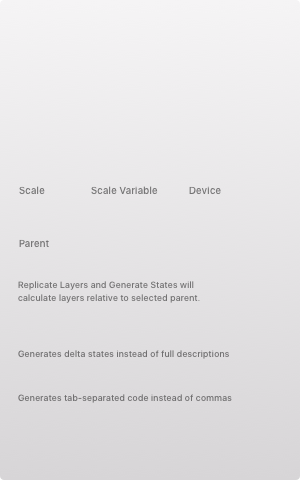 Scale Scale Variable Device
Parent
Replicate Layers and Generate States will
calculate layers relative to selected parent.
Generates delta states instead of full descriptions
Generates tab-separated code instead of commas